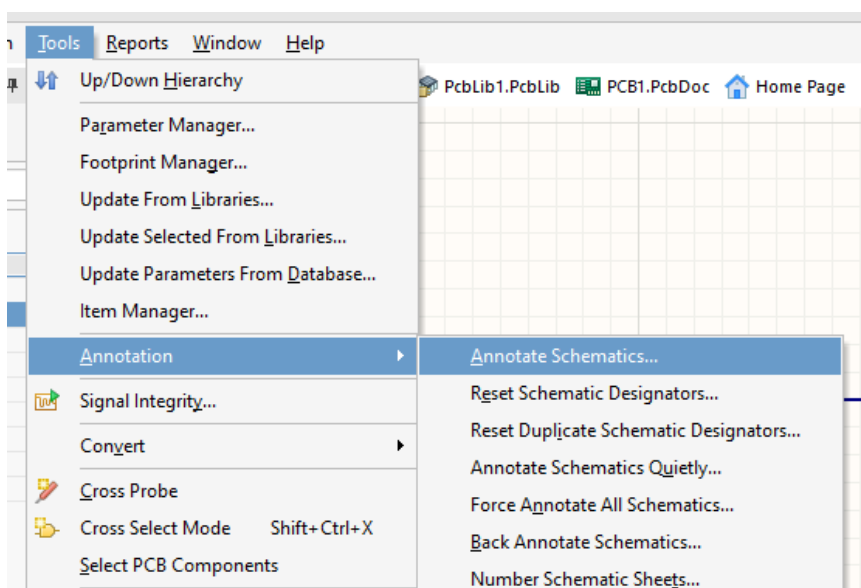 Tools Reports Window Help
Up/Down Hierarchy
PcbLib1.PcbLib PCB1.PcbDoc Home Page
Parameter Manager...
Footprint Manager...
Update From Libraries...
Update Selected From Libraries...
Update Parameters From Database...
Item Manager...
Annotation
Annotate Schematics...
Signal Integrity...
Reset Schematic Designators...
Reset Duplicate Schematic Designators...
Convert
Annotate Schematics Quietly...
Cross Probe
Force Annotate All Schematics...
Cross Select Mode Shift+Ctrl+X
Back Annotate Schematics...
Select PCB Components
Number Schematic Sheets...